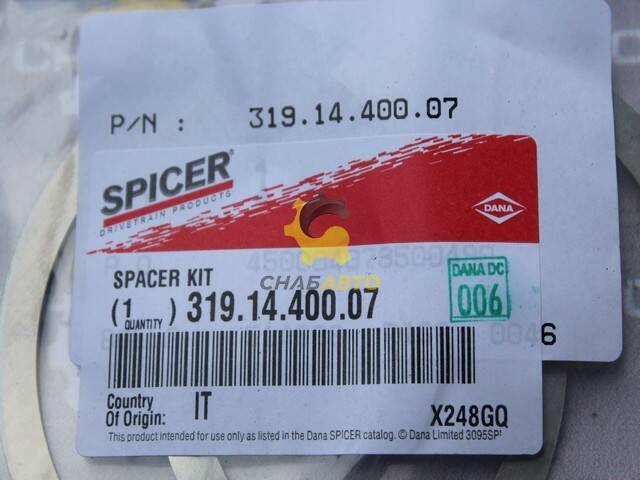 P/N : 319.14.400.07
SPICER®
DRIVETRAIN PRODUCTS
DANA
СНАБАВТО
SPACER KIT
DANA DC
006
(1) 319.14.400.07
QUANTITY
46
Country
Of Origin: IT
X248GQ
This product intended for use only as listed in the Dana SPICER catalog. © Dana Limited 3095SP